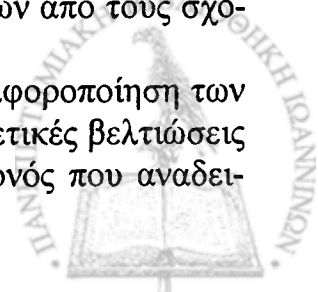 ων από τους σχο-
φοροποίηση των
ετικές βελτιώσεις
ονός που αναδει-
ΠΑΝΕΠΙΣΤΗΜΙΑΚΗ ΒΙΒΛΙΟΘΗΚΗ ΙΩΑΝΝΙΝΩΝ